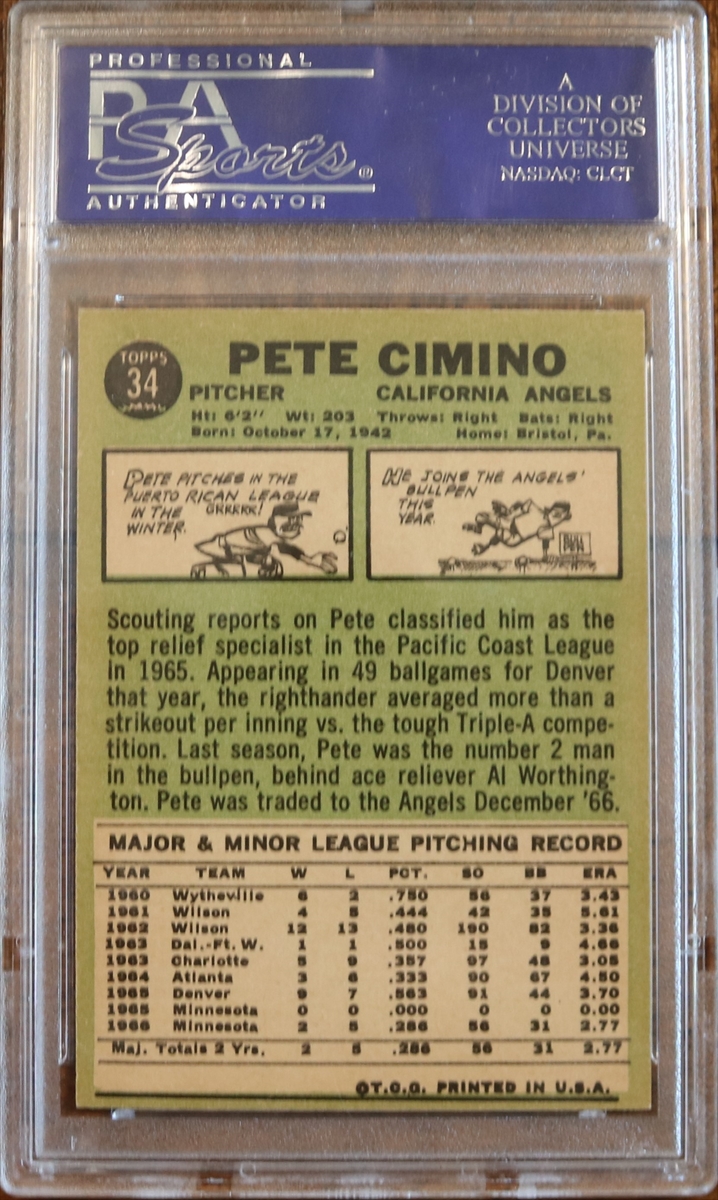 PROFESSIONAL
PSA
Sports®
AUTHENTICATOR
A
DIVISION OF
COLLECTORS
UNIVERSE
NASDAQ: CLCT
TOPPS
34
PETE CIMINO
PITCHER CALIFORNIA ANGELS
Ht: 6'2" Wt: 203 Throws: Right Bats: Right
Born: October 17, 1942 Home: Bristol, Pa.
PETE PITCHES IN THE
PUERTO RICAN LEAGUE
IN THE GRRRRR!
WINTER.
HE JOINS THE ANGELS'
BULLPEN
THIS
YEAR.
BULL
PEN
Scouting reports on Pete classified him as the
top relief specialist in the Pacific Coast League
in 1965. Appearing in 49 ballgames for Denver
that year, the righthander averaged more than a
strikeout per inning vs. the tough Triple-A compe-
tition. Last season, Pete was the number 2 man
in the bullpen, behind ace reliever Al Worthing-
ton. Pete was traded to the Angels December '66.
MAJOR & MINOR LEAGUE PITCHING RECORD
YEAR TEAM W L PCT. SO BB ERA
1960 Wytheville 6 2 .750 56 37 3.43
1961 Wilson 4 5 .444 42 35 5.61
1962 Wilson 12 13 .480 190 82 3.36
1963 Dal.-Ft. W. 1 1 .500 15 9 4.66
1963 Charlotte 5 9 .357 97 48 3.05
1964 Atlanta 3 6 .333 90 67 4.50
1965 Denver 9 7 .563 91 44 3.70
1965 Minnesota 0 0 .000 0 0 0.00
1966 Minnesota 2 5 .286 56 31 2.77
Maj. Totals 2 Yrs. 2 5 .286 56 31 2.77
©T.C.G. PRINTED IN U.S.A.